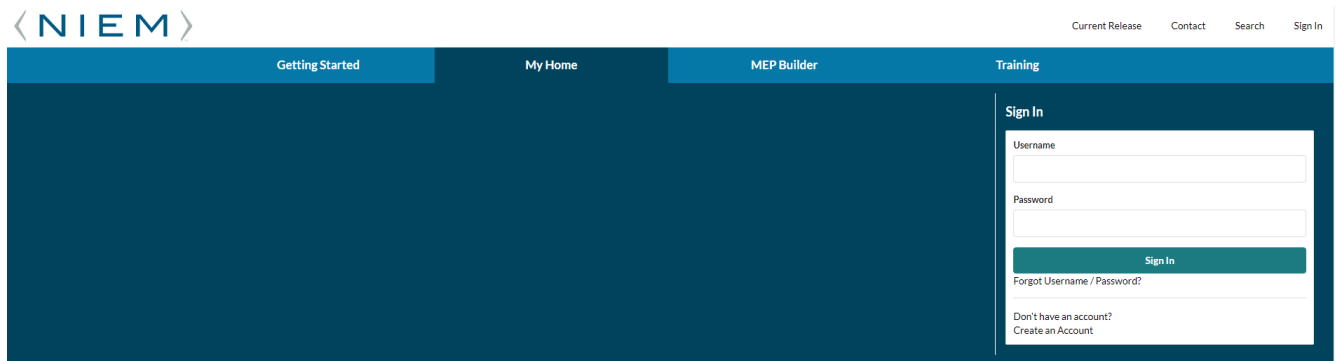 〈NIEM〉
Current Release Contact Search Sign In
Getting Started My Home MEP Builder Training
Sign In
Username
Password
Sign In
Forgot Username / Password?
Don't have an account?
Create an Account